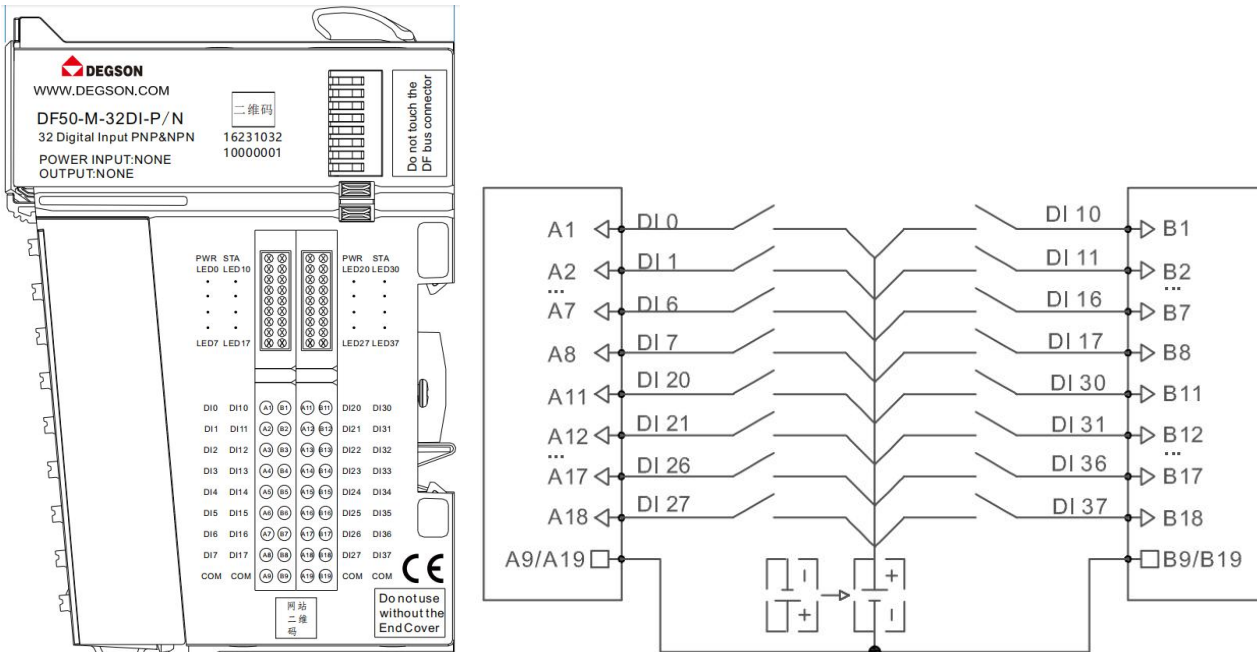 DEGSON
WWW.DEGSON.COM
DF50-M-32DI-P/N
32 Digital Input PNP&NPN
POWER INPUT:NONE
OUTPUT:NONE
二维码
16231032
10000001
Do not touch the
DF bus connector
PWR STA PWR STA
LED0 LED10 LED20 LED30
LED7 LED17 LED27 LED37
DI0 DI10 A1 B1 A11 B11 DI20 DI30
DI1 DI11 A2 B2 A12 B12 DI21 DI31
DI2 DI12 A3 B3 A13 B13 DI22 DI32
DI3 DI13 A4 B4 A14 B14 DI23 DI33
DI4 DI14 A5 B5 A15 B15 DI24 DI34
DI5 DI15 A6 B6 A16 B16 DI25 DI35
DI6 DI16 A7 B7 A17 B17 DI26 DI36
DI7 DI17 A8 B8 A18 B18 DI27 DI37
COM COM A9 B9 A19 B19 COM COM
CE
网站
二维
码
Do not use
without the
End Cover
A1 DI 0 DI 10 B1
A2 DI 1 DI 11 B2
... ...
A7 DI 6 DI 16 B7
A8 DI 7 DI 17 B8
A11 DI 20 DI 30 B11
A12 DI 21 DI 31 B12
... ...
A17 DI 26 DI 36 B17
A18 DI 27 DI 37 B18
A9/A19 B9/B19
- +
+ -